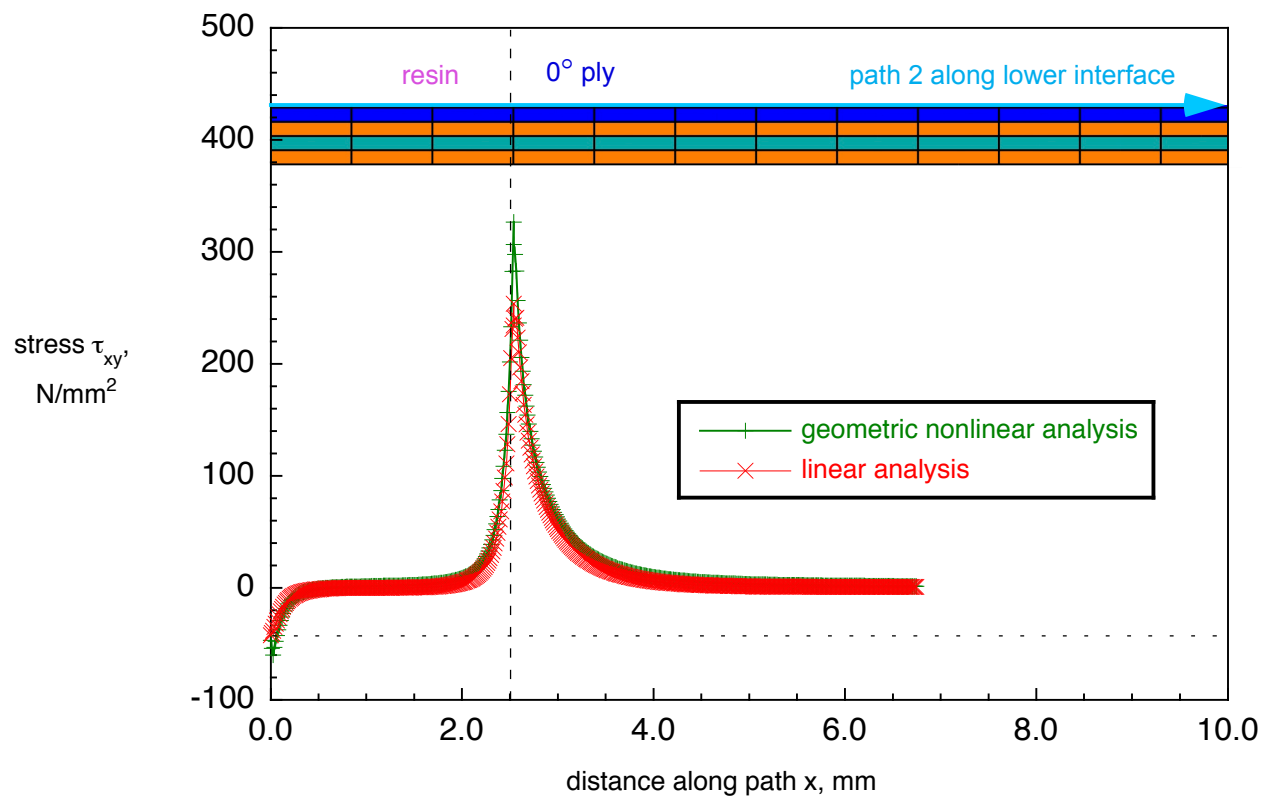 500
resin
0° ply
path 2 along lower interface
400
300
stress τxy,
N/mm²
200
geometric nonlinear analysis
100
linear analysis
0
-100
0.0
2.0
4.0
6.0
8.0
10.0
distance along path x, mm